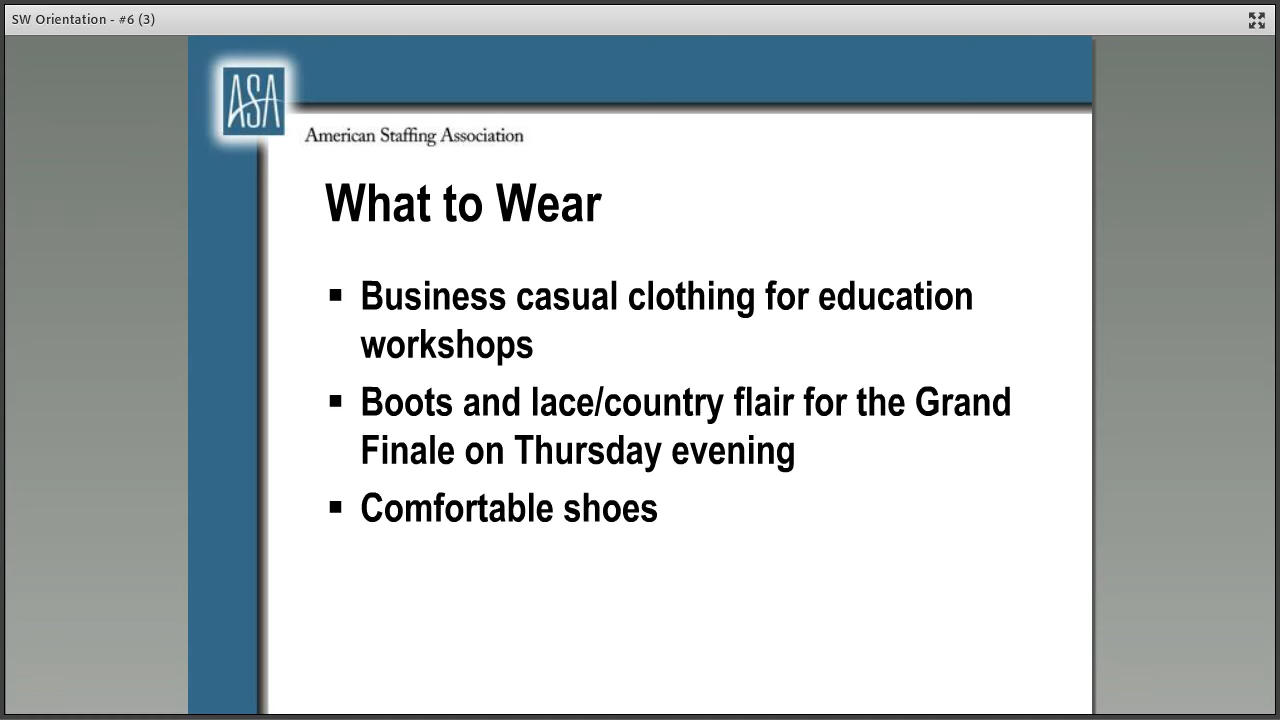 SW Orientation - #6 (3)
ASA
American Staffing Association
What to Wear
▪ Business casual clothing for education
workshops
▪ Boots and lace/country flair for the Grand
Finale on Thursday evening
▪ Comfortable shoes